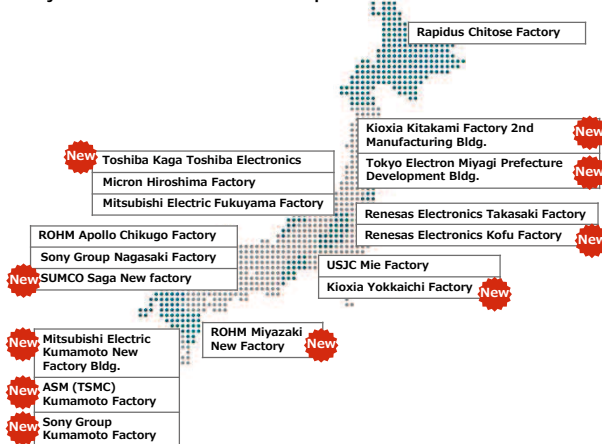 Rapidus Chitose Factory
Kioxia Kitakami Factory 2nd
Manufacturing Bldg.
New
Tokyo Electron Miyagi Prefecture
Development Bldg.
New
New
Toshiba Kaga Toshiba Electronics
Micron Hiroshima Factory
Mitsubishi Electric Fukuyama Factory
Renesas Electronics Takasaki Factory
Renesas Electronics Kofu Factory
New
ROHM Apollo Chikugo Factory
Sony Group Nagasaki Factory
New
SUMCO Saga New factory
USJC Mie Factory
Kioxia Yokkaichi Factory
New
ROHM Miyazaki
New Factory
New
New
Mitsubishi Electric
Kumamoto New
Factory Bldg.
New
ASM (TSMC)
Kumamoto Factory
New
Sony Group
Kumamoto Factory